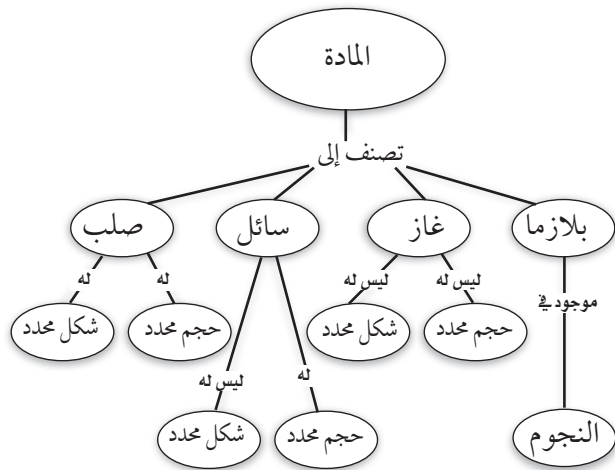 المادة
تصنف إلى
بلازما
غاز
سائل
صلب
موجود في
ليس له
ليس له
له
له
حجم محدد
شكل محدد
حجم محدد
شكل محدد
له
ليس له
النجوم
حجم محدد
شكل محدد